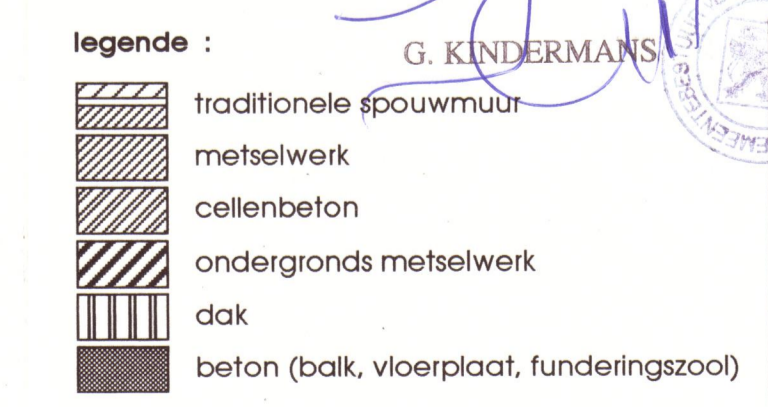 legende :
G. KINDERMANS
traditionele spouwmuur
metselwerk
cellenbeton
ondergronds metselwerk
dak
beton (balk, vloerplaat, funderingszool)